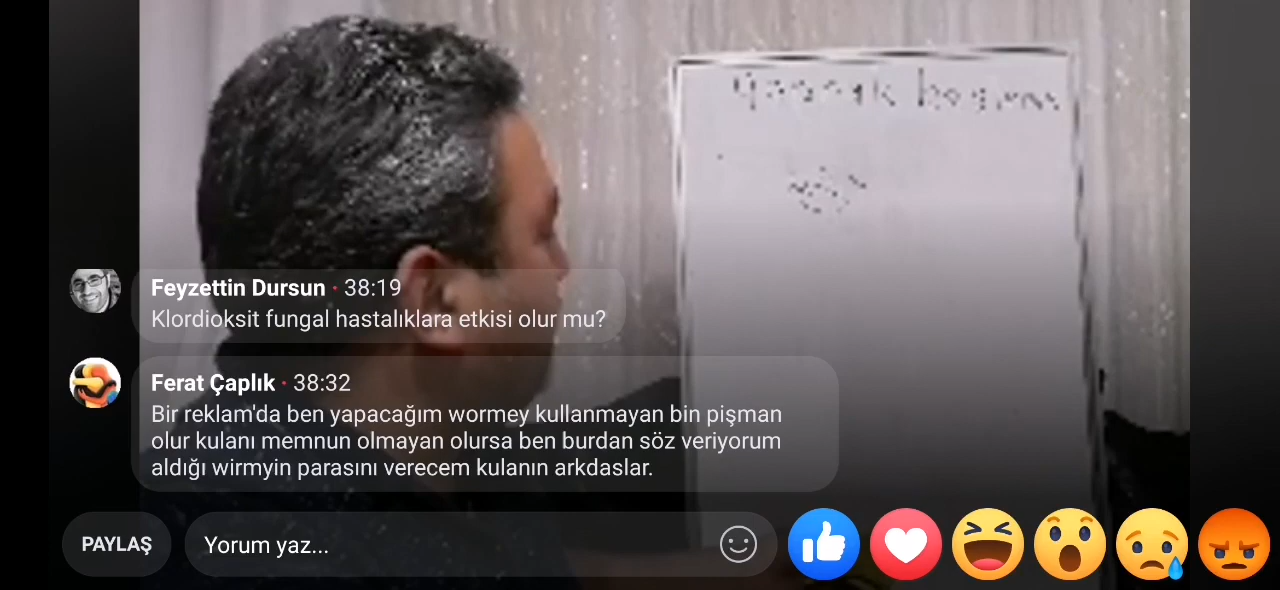 Feyzettin Dursun · 38:19
Klordioksit fungal hastalıklara etkisi olur mu?
Ferat Çaplık · 38:32
Bir reklam'da ben yapacağım wormey kullanmayan bin pişman
olur kulanı memnun olmayan olursa ben burdan söz veriyorum
aldığı wirmyin parasını verecem kulanın arkdaslar.
PAYLAŞ
Yorum yaz...